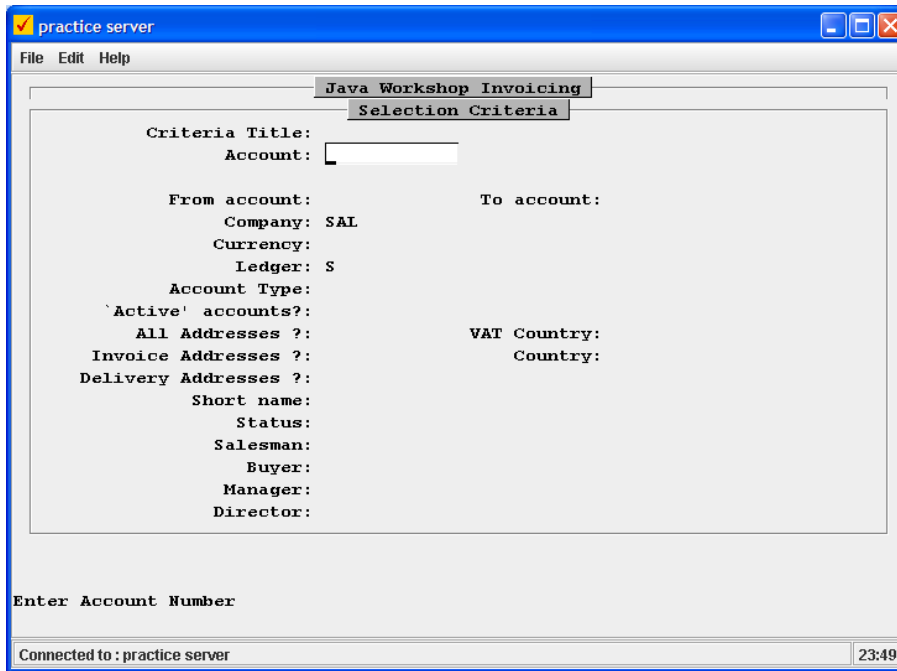 practice server
File Edit Help
Java Workshop Invoicing
Selection Criteria
Criteria Title:
Account:
From account: To account:
Company: SAL
Currency:
Ledger: S
Account Type:
`Active' accounts?:
All Addresses ?: VAT Country:
Invoice Addresses ?: Country:
Delivery Addresses ?:
Short name:
Status:
Salesman:
Buyer:
Manager:
Director:
Enter Account Number
Connected to : practice server 23:49